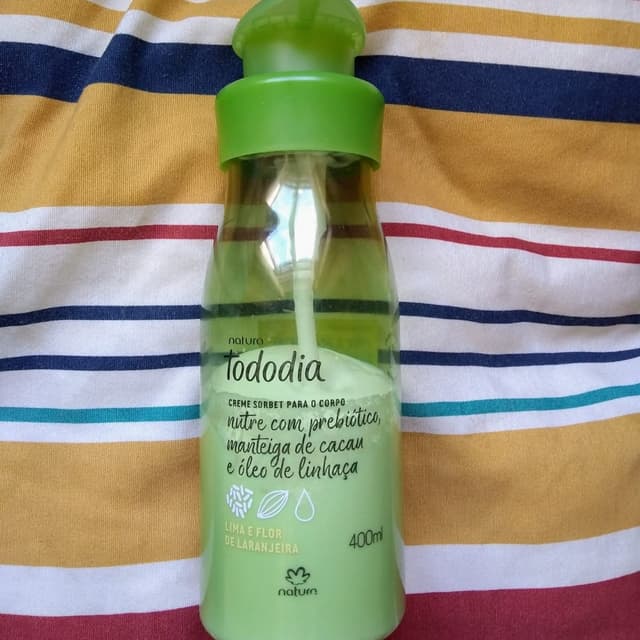 natura
tododia
CREME SORBET PARA O CORPO
nutre com prebiótico,
manteiga de cacau
e óleo de linhaça
LIMA E FLOR
DE LARANJEIRA
400ml
natura